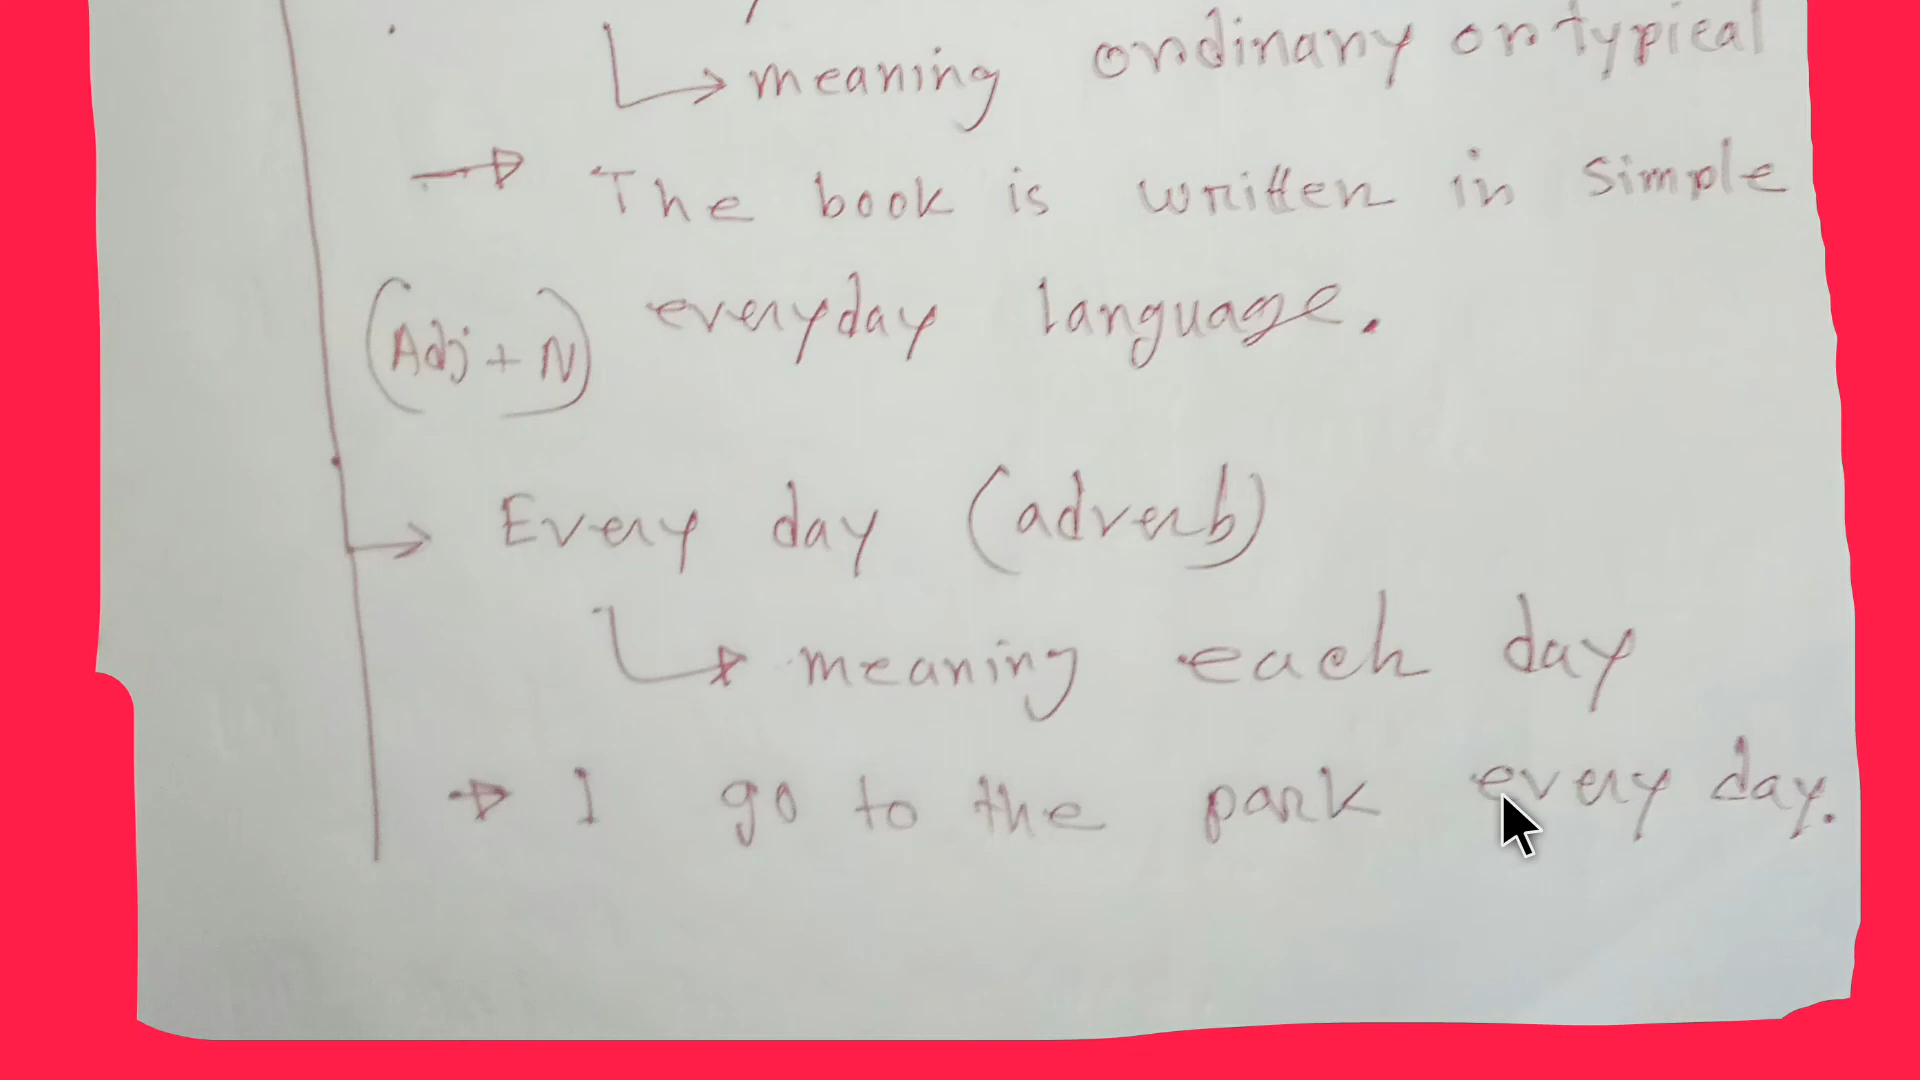 meaning ordinary or typical
The book is written in simple
(Adj + N) everyday language.
Every day (adverb)
meaning each day
I go to the park every day.